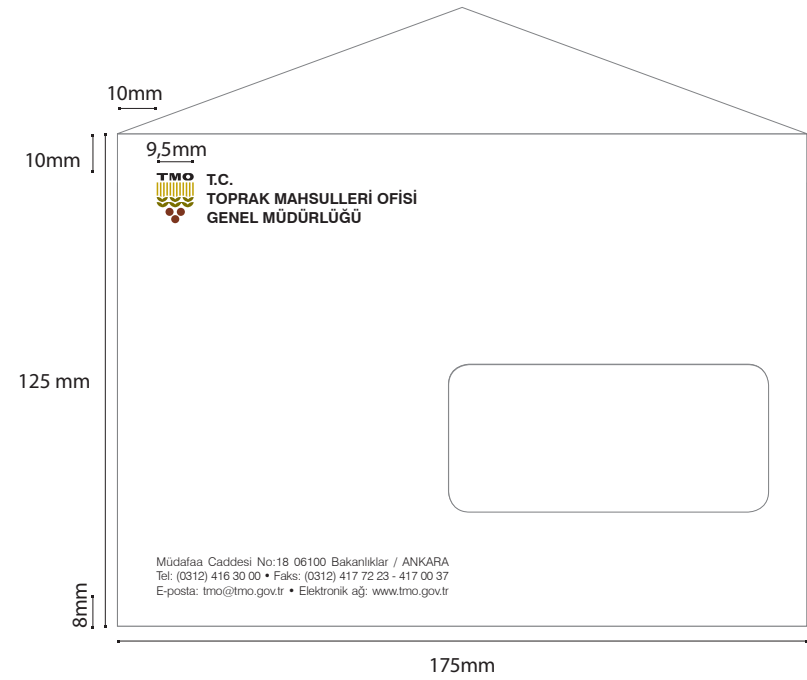 10mm
10mm
9,5mm
TMO
T.C.
TOPRAK MAHSULLERİ OFİSİ
GENEL MÜDÜRLÜĞÜ
125 mm
Müdafaa Caddesi No:18 06100 Bakanlıklar / ANKARA
Tel: (0312) 416 30 00 • Faks: (0312) 417 72 23 - 417 00 37
E-posta: tmo@tmo.gov.tr • Elektronik ağ: www.tmo.gov.tr
8mm
175mm